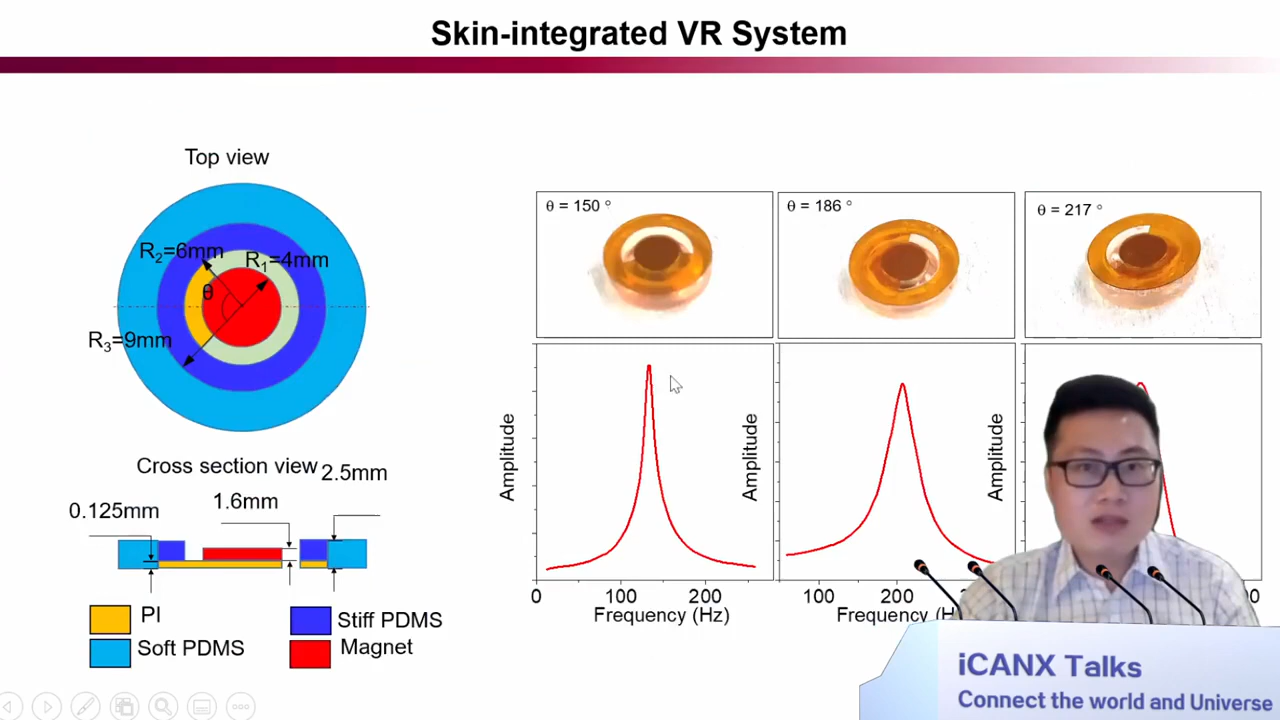 Skin-integrated VR System
Top view
R2=6mm
R1=4mm
θ
R3=9mm
Cross section view
2.5mm
1.6mm
0.125mm
PI
Stiff PDMS
Soft PDMS
Magnet
θ = 150 °
θ = 186 °
θ = 217 °
Amplitude
Amplitude
Amplitude
0 100 200
Frequency (Hz)
100 200
Frequency (H
iCANX Talks
Connect the world and Universe